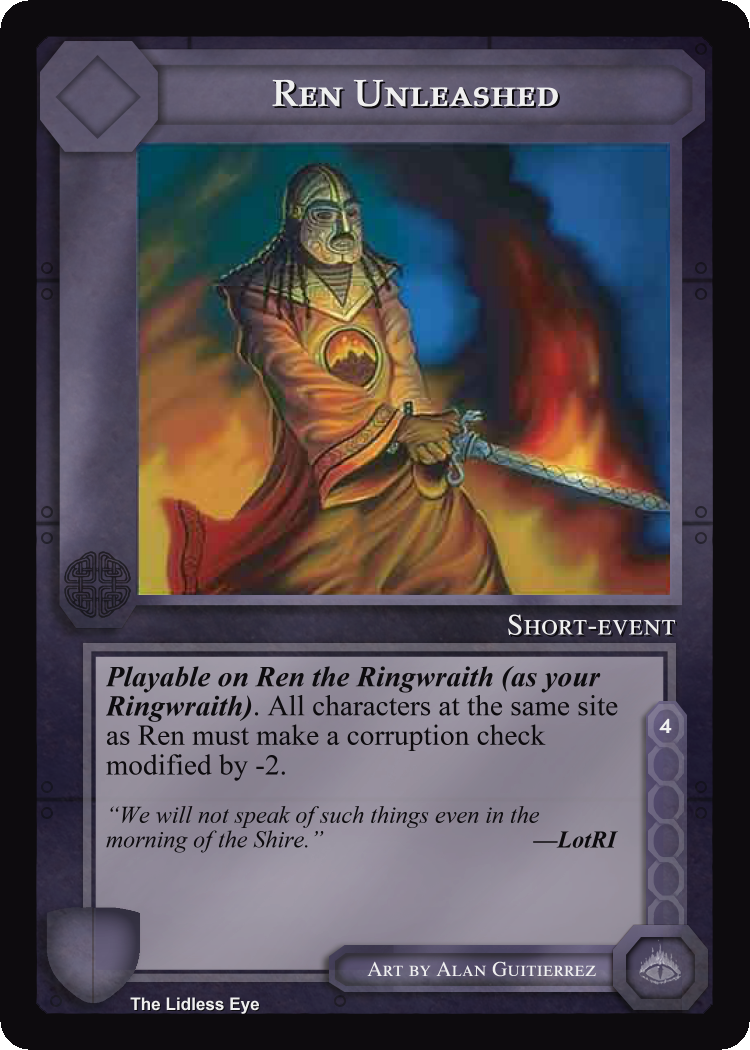 Ren Unleashed
Short-event
Playable on Ren the Ringwraith (as your
Ringwraith). All characters at the same site
as Ren must make a corruption check
modified by -2.
4
“We will not speak of such things even in the
morning of the Shire.” —LotRI
Art by Alan Guitierrez
The Lidless Eye